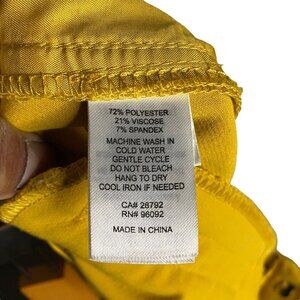 72% POLYESTER
21% VISCOSE
7% SPANDEX
MACHINE WASH IN
COLD WATER
GENTLE CYCLE
DO NOT BLEACH
HANG TO DRY
COOL IRON IF NEEDED
CA# 28792
RN# 96092
MADE IN CHINA